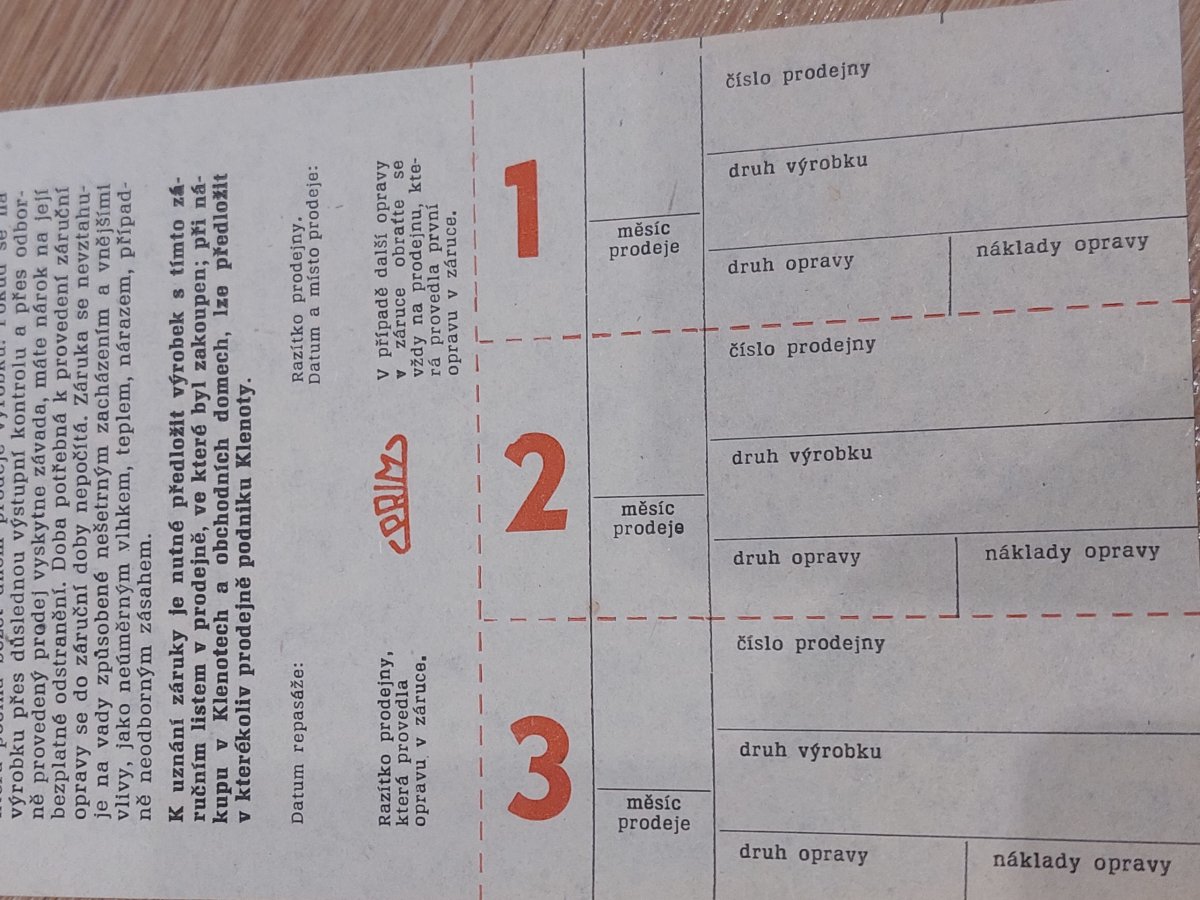 výrobku přes důslednou výstupní kontrolu a přes odbor-
ně provedený prodej vyskytne závada, máte nárok na její
bezplatné odstranění. Doba potřebná k provedení záruční
opravy se do záruční doby nepočítá. Záruka se nevztahu-
je na vady způsobené nešetrným zacházením a vnějšími
vlivy, jako neúměrným vlhkem, teplem, nárazem, případ-
ně neodborným zásahem.
K uznání záruky je nutné předložit výrobek s tímto zá-
ručním listem v prodejně, ve které byl zakoupen; při ná-
kupu v Klenotech a obchodních domech, lze předložit
v kterékoliv prodejně podniku Klenoty.
Datum repasáže:
Razítko prodejny.
Datum a místo prodeje:
Razítko prodejny,
která provedla
opravu v záruce.
PRIM
V případě další opravy
v záruce obraťte se
vždy na prodejnu, kte-
rá provedla první
opravu v záruce.
1
měsíc
prodeje
číslo prodejny
druh výrobku
druh opravy
náklady opravy
2
měsíc
prodeje
číslo prodejny
druh výrobku
druh opravy
náklady opravy
3
měsíc
prodeje
číslo prodejny
druh výrobku
druh opravy
náklady opravy